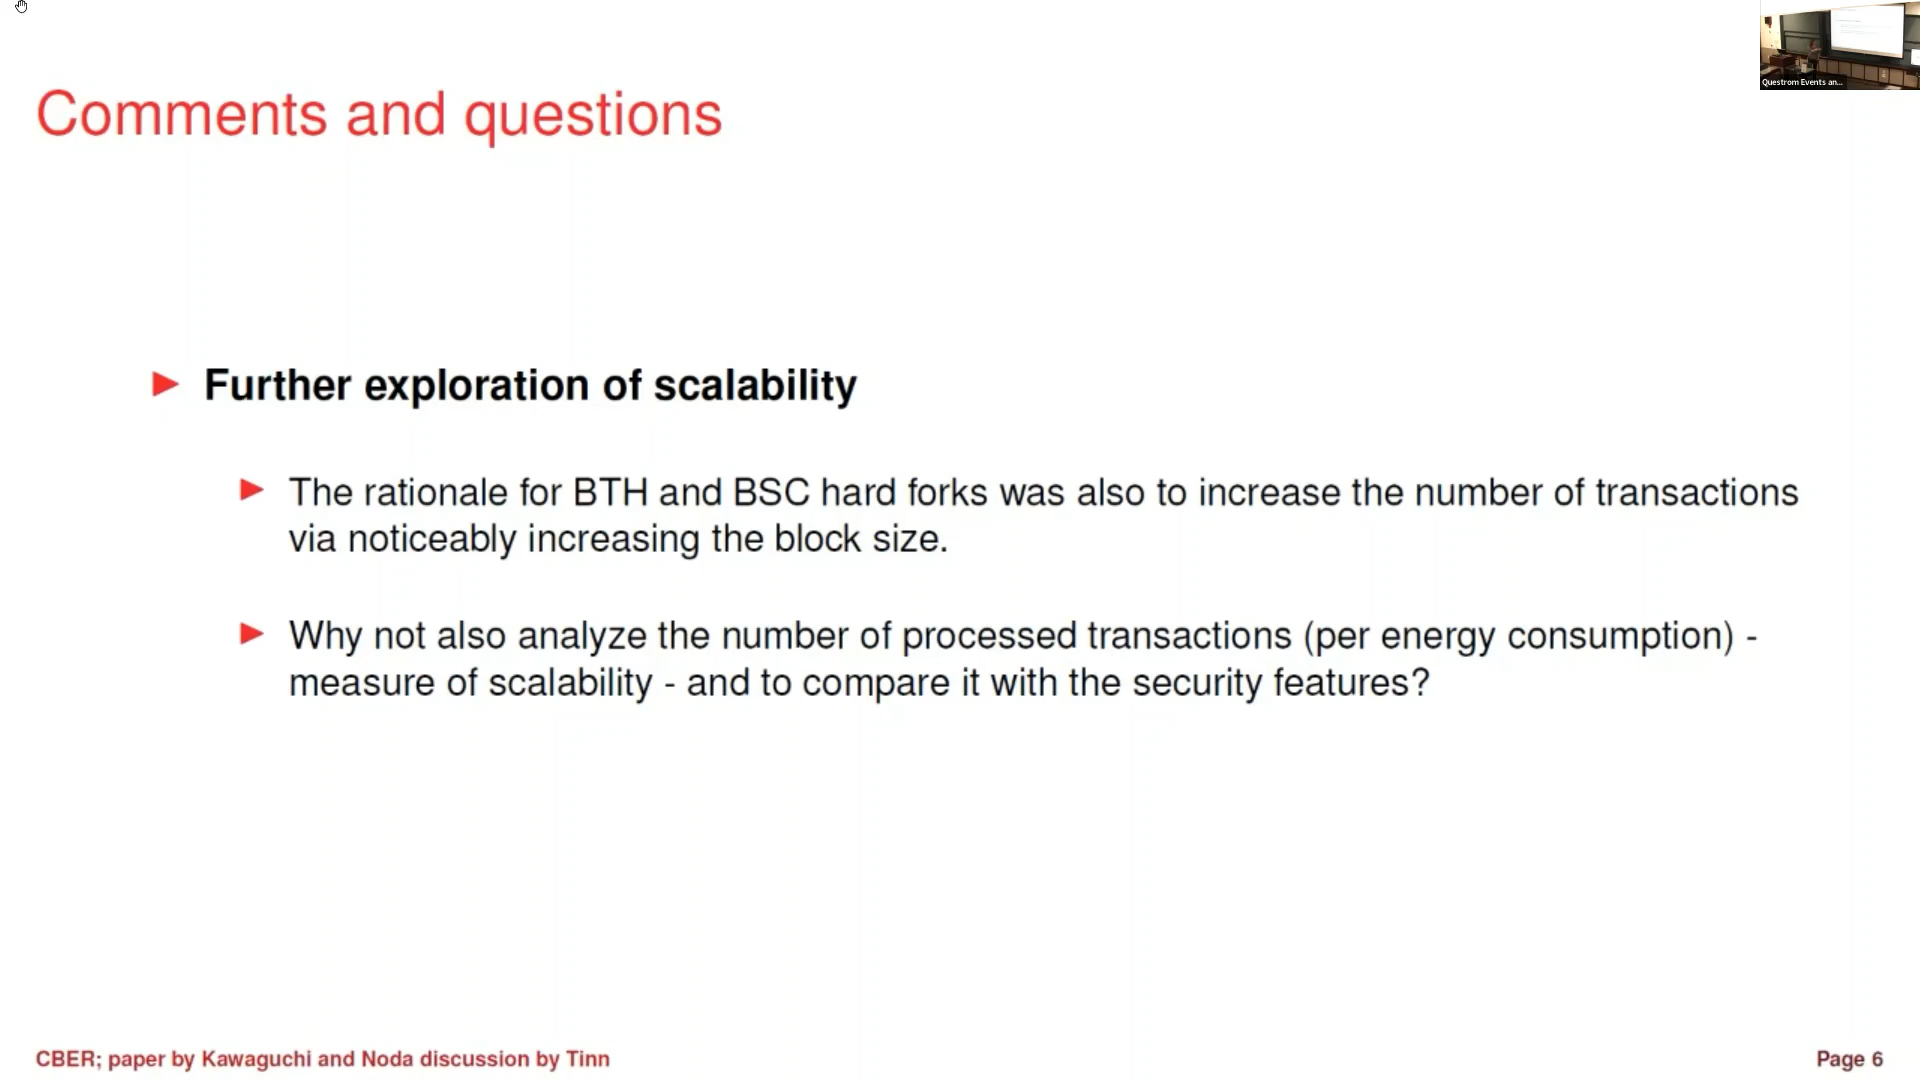 Questrom Events an...
Comments and questions
Further exploration of scalability
The rationale for BTH and BSC hard forks was also to increase the number of transactions
via noticeably increasing the block size.
Why not also analyze the number of processed transactions (per energy consumption) -
measure of scalability - and to compare it with the security features?
CBER; paper by Kawaguchi and Noda discussion by Tinn
Page 6